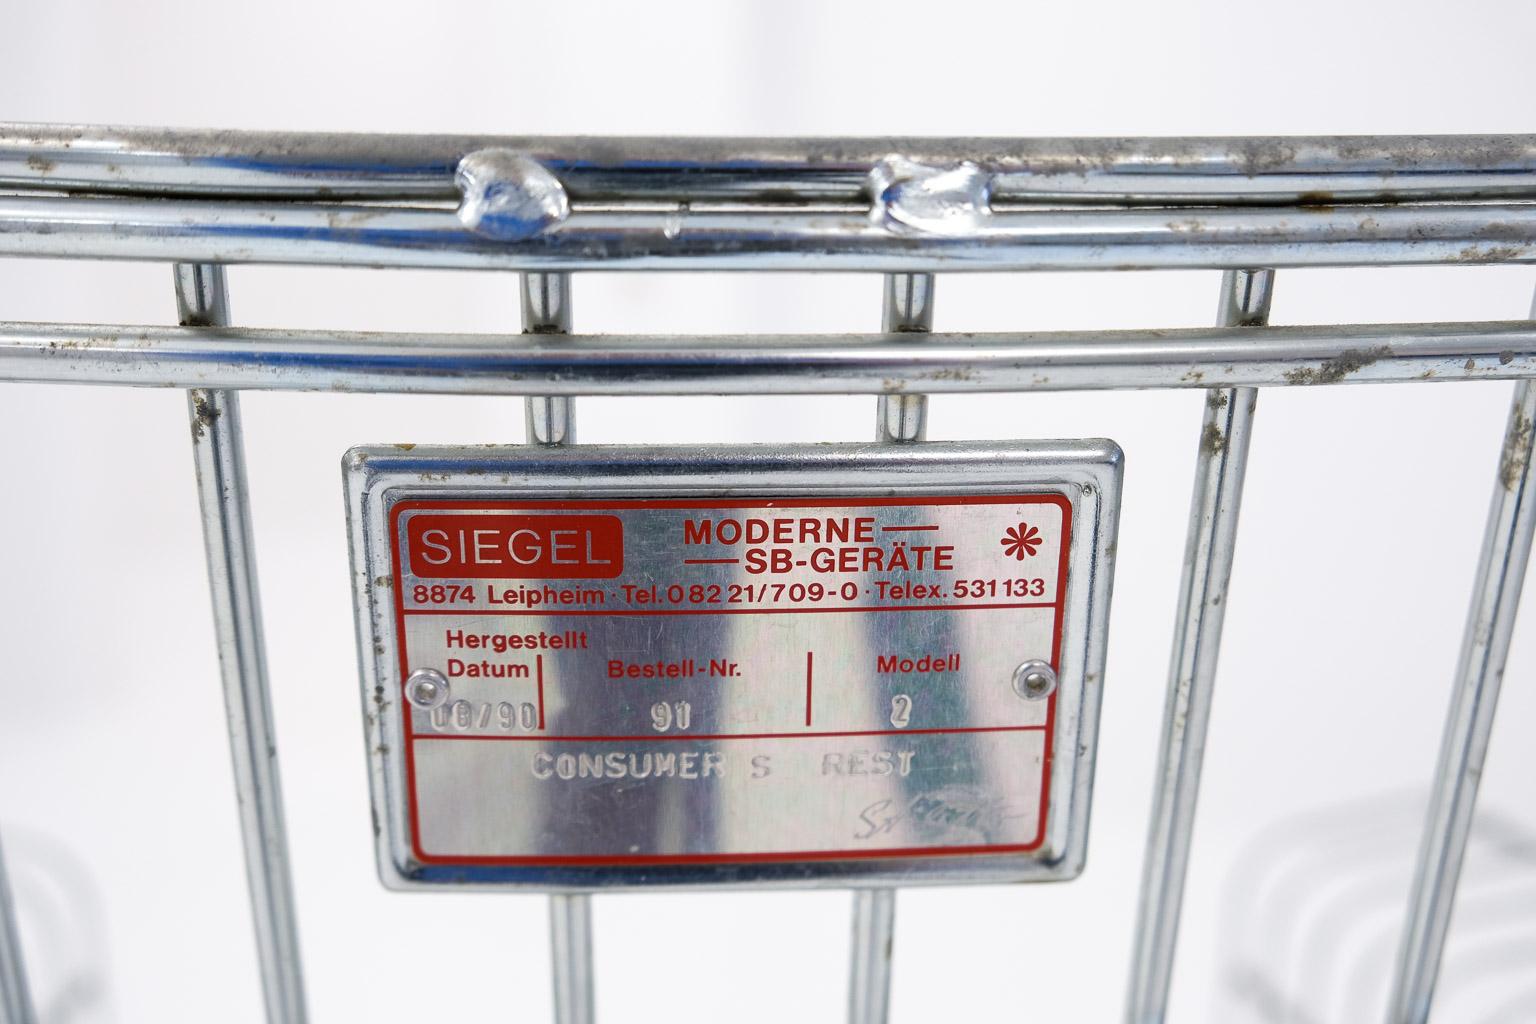 SIEGEL
MODERNE
SB-GERÄTE
8874 Leipheim · Tel. 08221/709-0 · Telex. 531133
Hergestellt
Datum Bestell-Nr. Modell
08/90 91 2
CONSUMER S REST